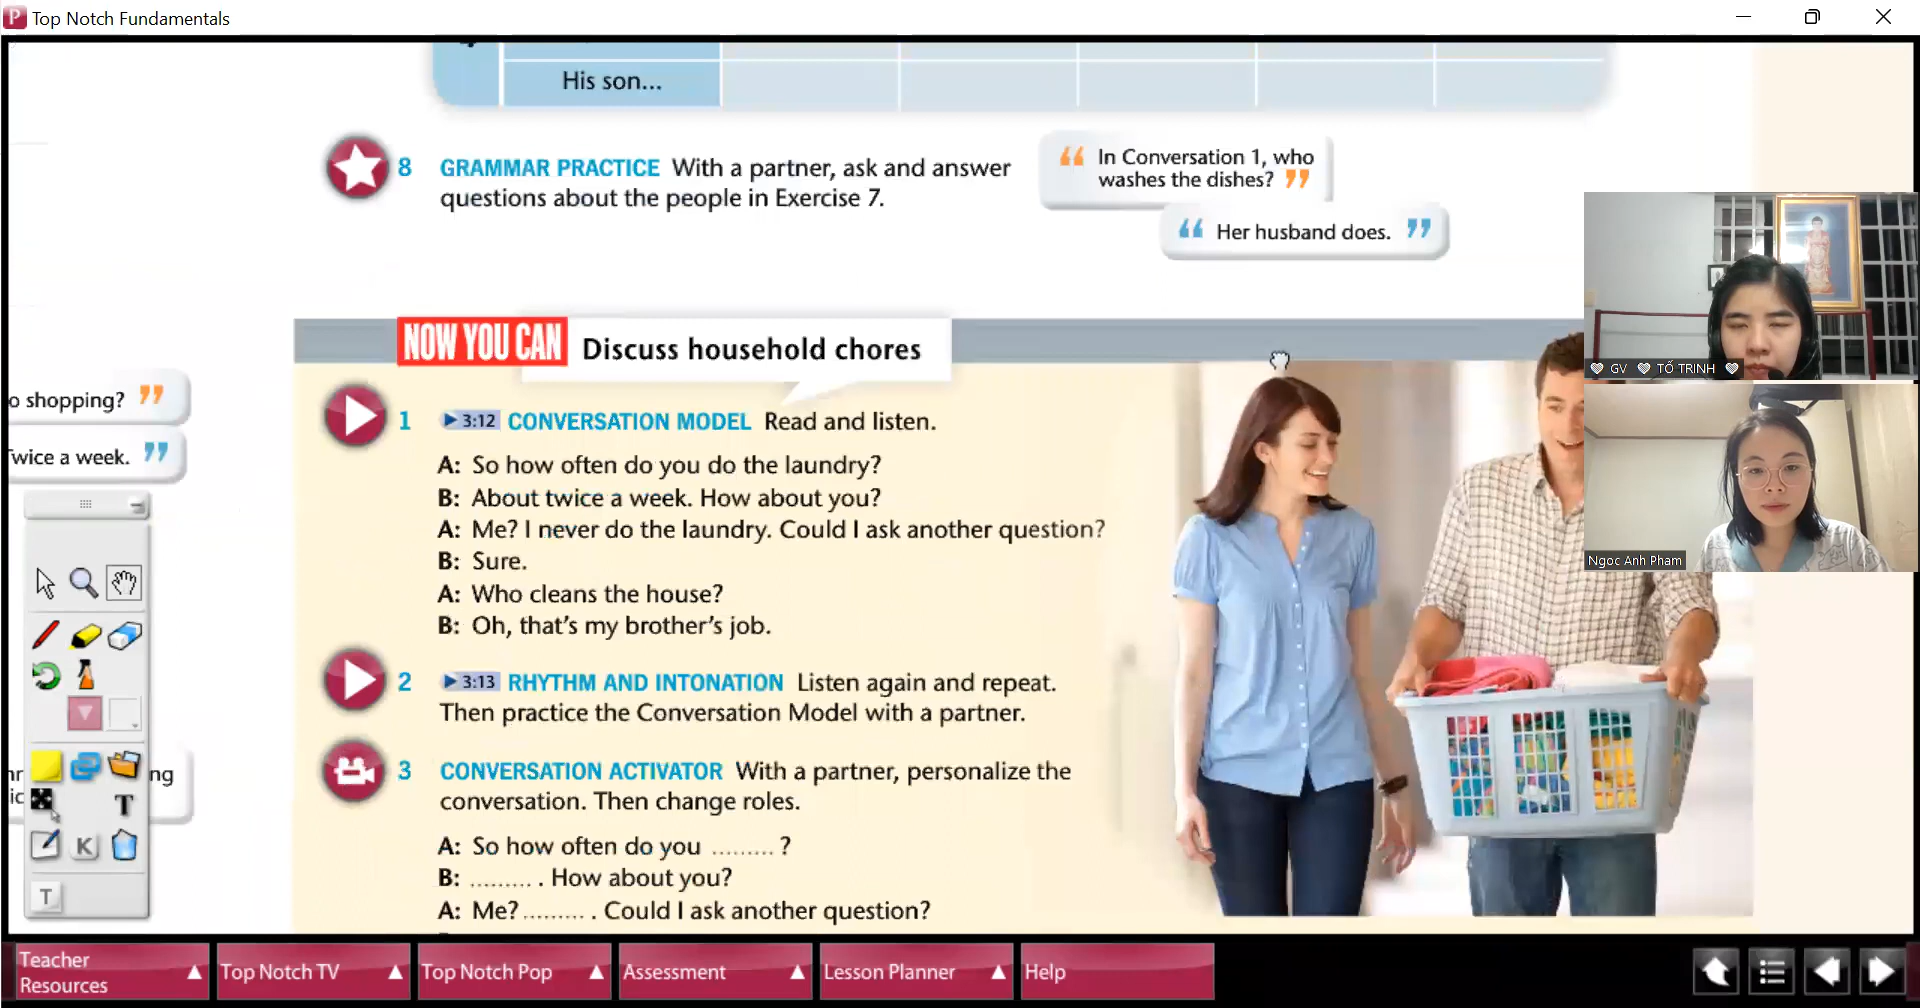 Top Notch Fundamentals
His son...
8 GRAMMAR PRACTICE With a partner, ask and answer
questions about the people in Exercise 7.
“ In Conversation 1, who
washes the dishes? ”
“ Her husband does. ”
GV TỐ TRINH
Ngoc Anh Pham
NOW YOU CAN Discuss household chores
o shopping? ”
Twice a week. ”
1 3:12 CONVERSATION MODEL Read and listen.
A: So how often do you do the laundry?
B: About twice a week. How about you?
A: Me? I never do the laundry. Could I ask another question?
B: Sure.
A: Who cleans the house?
B: Oh, that’s my brother’s job.
2 3:13 RHYTHM AND INTONATION Listen again and repeat.
Then practice the Conversation Model with a partner.
3 CONVERSATION ACTIVATOR With a partner, personalize the
conversation. Then change roles.
A: So how often do you ......... ?
B: ......... . How about you?
A: Me? ......... . Could I ask another question?
ng
T
K
T
Teacher
Resources
Top Notch TV
Top Notch Pop
Assessment
Lesson Planner
Help